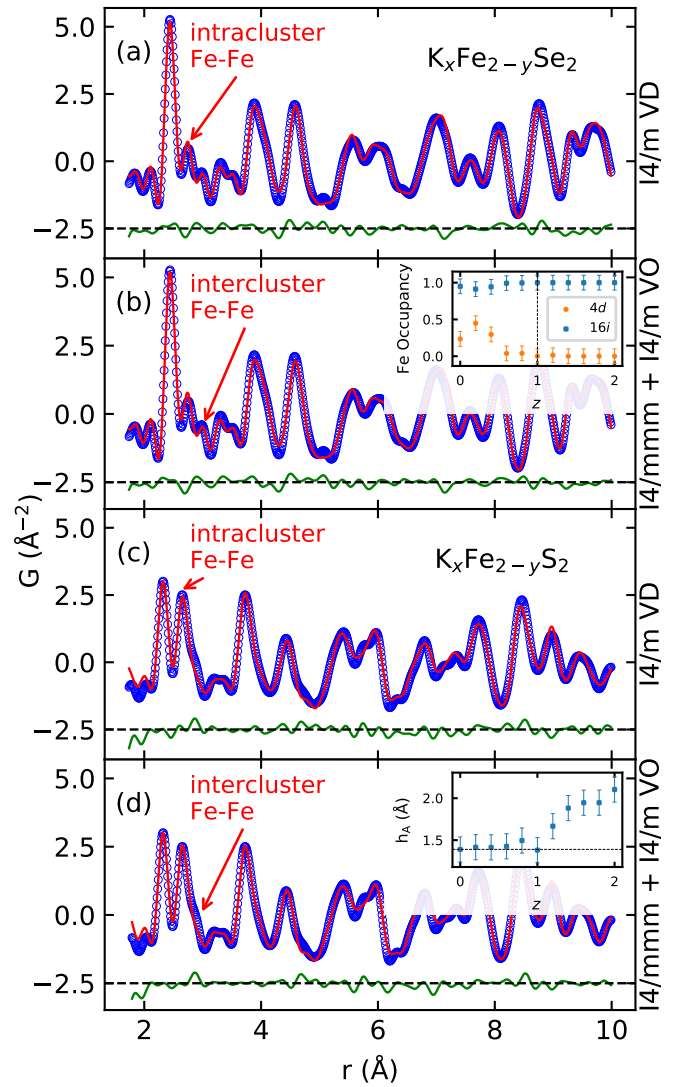 5.0
2.5
0.0
−2.5
(a)
intracluster
Fe-Fe
KxFe2−ySe2
I4/m VD
5.0
2.5
0.0
−2.5
(b)
intercluster
Fe-Fe
Fe Occupancy
1.0
0.5
0.0
4d
16i
0
1
2
z
I4/mmm + I4/m VO
G (Å−2)
5.0
2.5
0.0
−2.5
(c)
intracluster
Fe-Fe
KxFe2−yS2
I4/m VD
5.0
2.5
0.0
−2.5
(d)
intercluster
Fe-Fe
hA (Å)
2.0
1.5
0
1
2
z
I4/mmm + I4/m VO
2
4
6
8
10
r (Å)